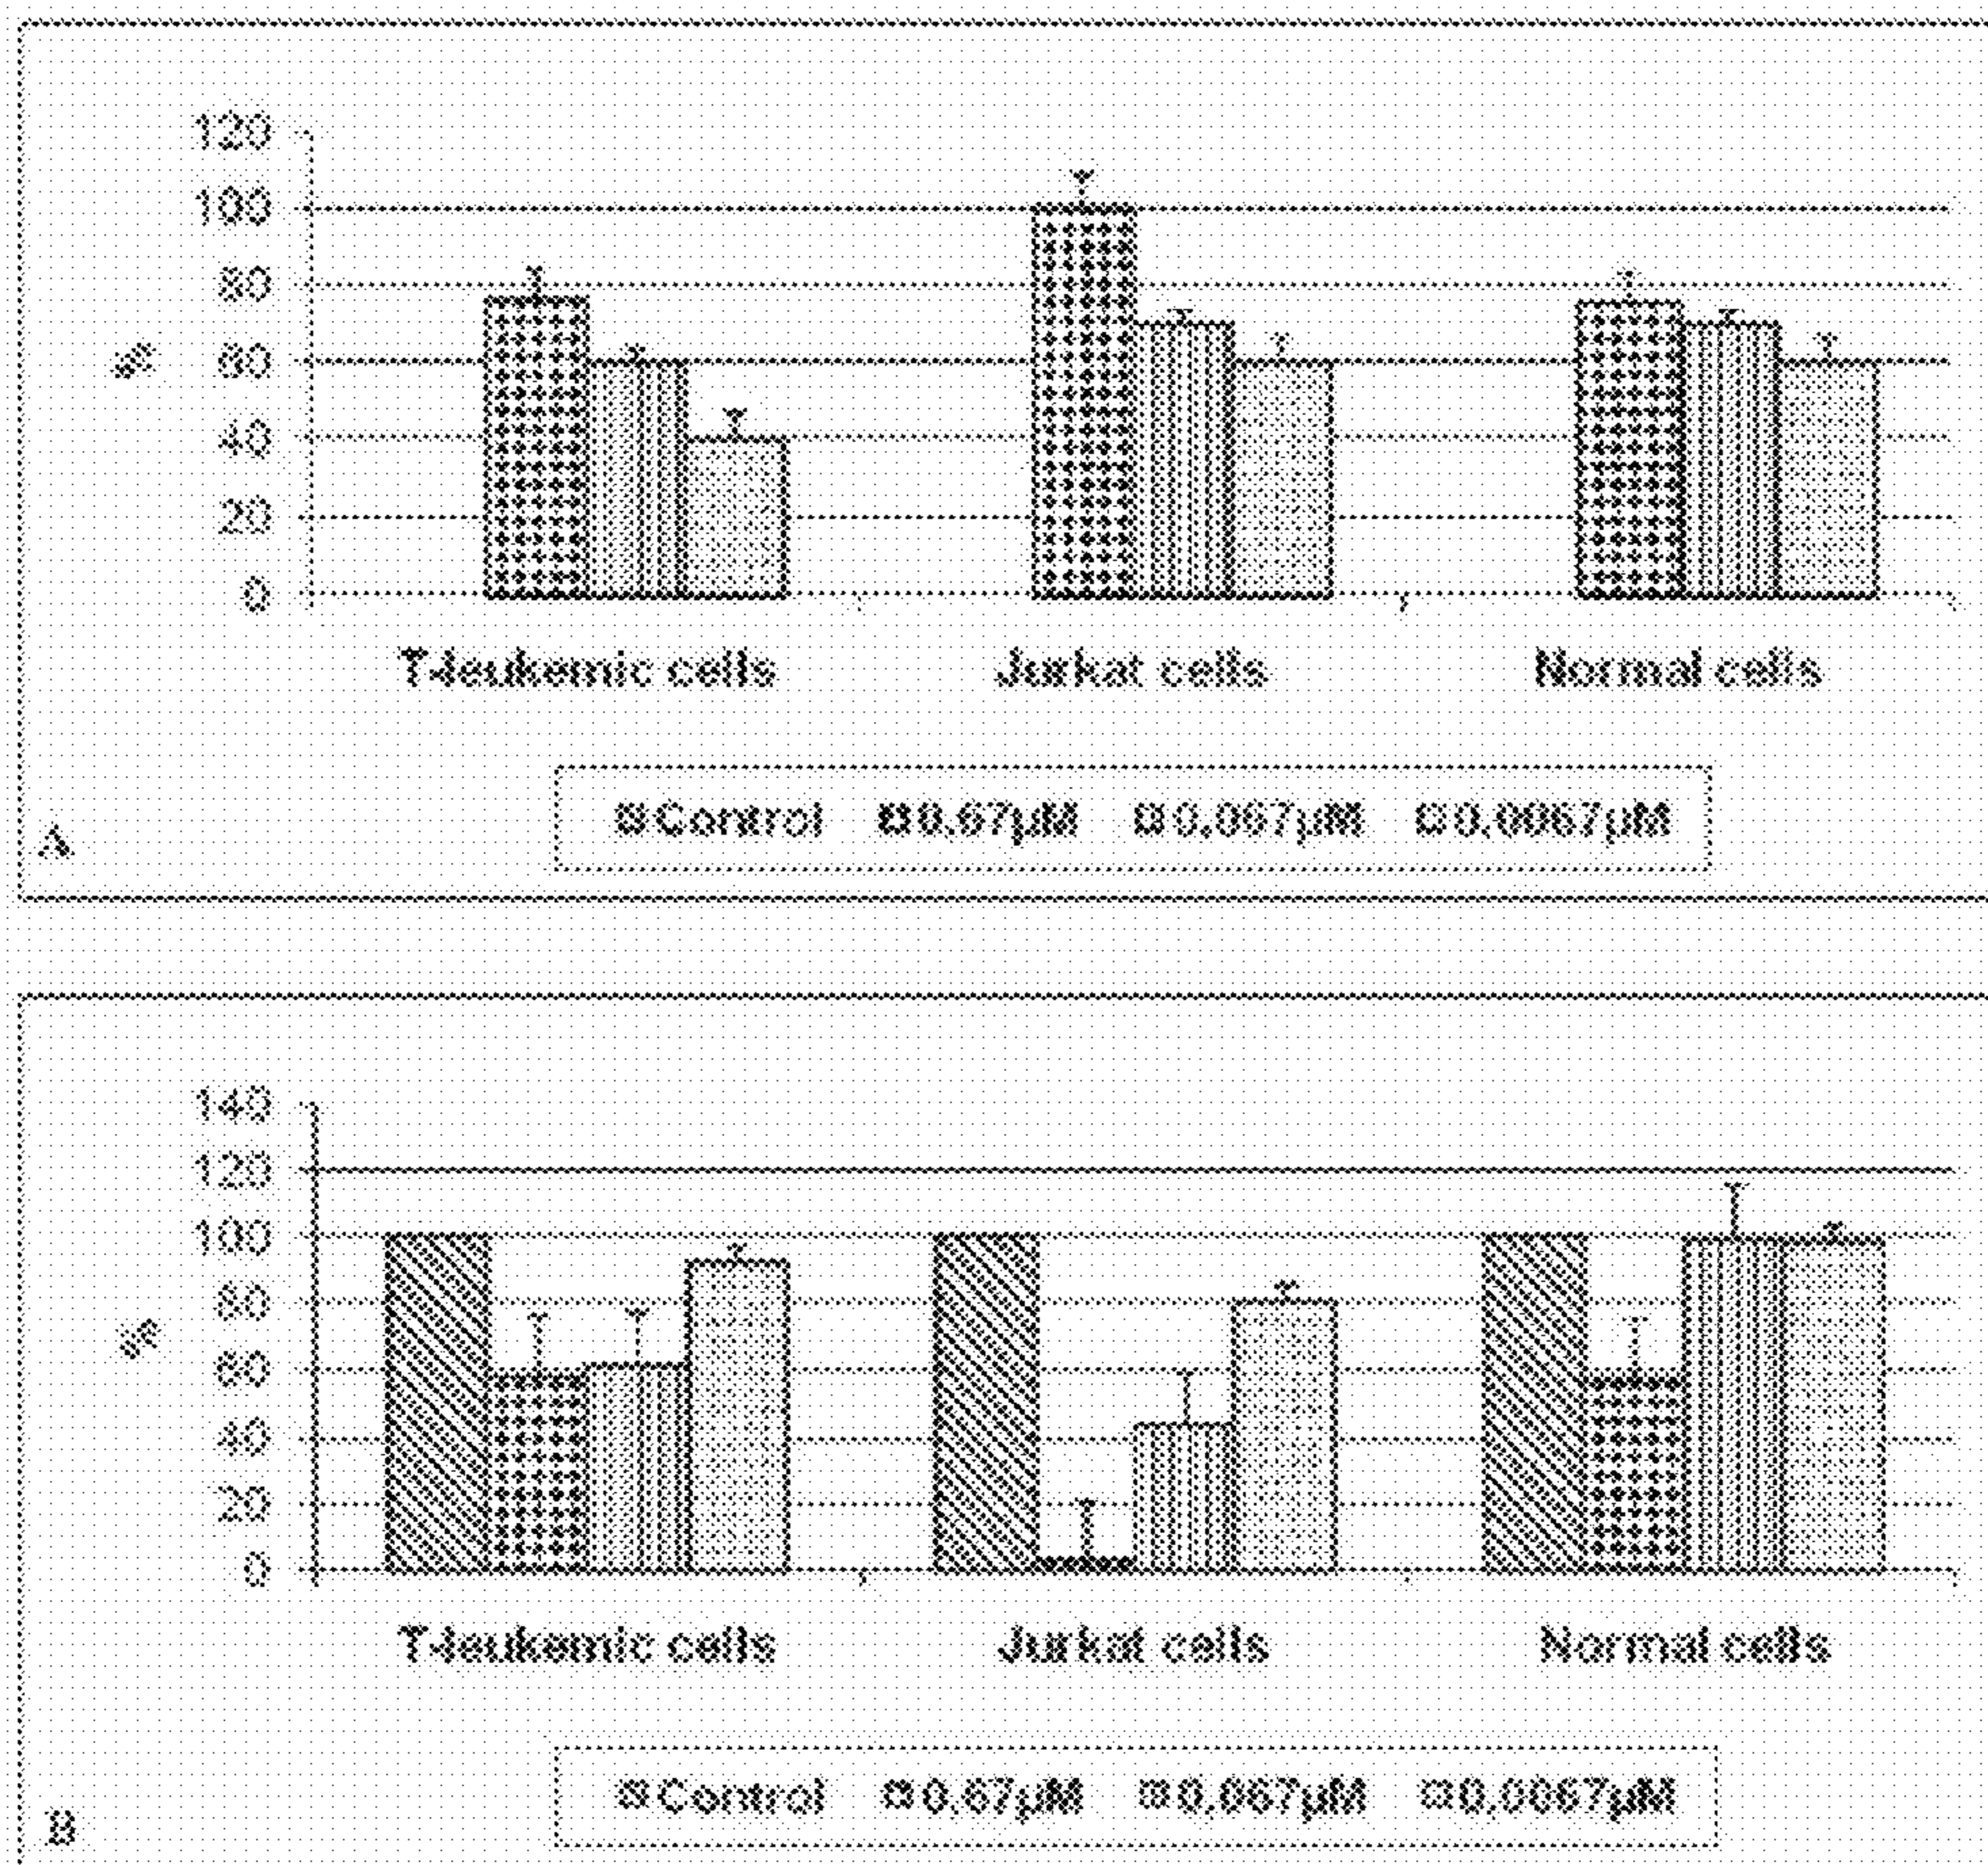 120
100
80
% 60
40
20
0
T-leukemic cells Jurkat cells Normal cells
Control 0.67µM 0.067µM 0.0067µM
A
140
120
100
80
% 60
40
20
0
T-leukemic cells Jurkat cells Normal cells
Control 0.67µM 0.067µM 0.0067µM
B